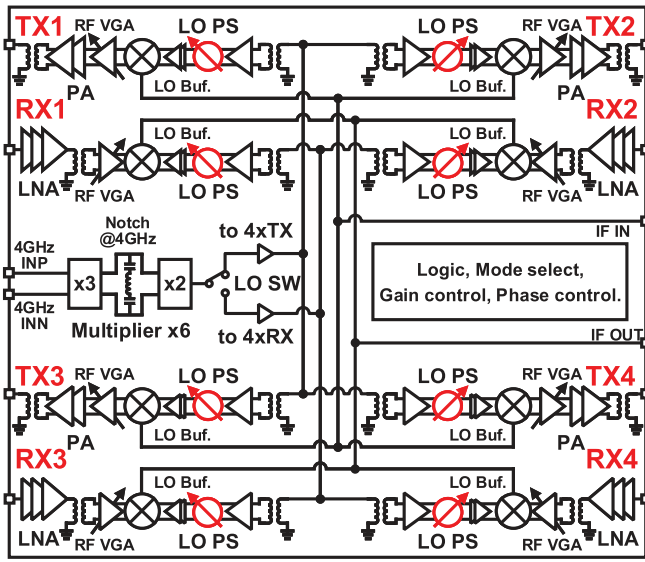 TX1 RF VGA LO PS LO PS RF VGA TX2
PA LO Buf. LO Buf. PA
RX1 LO Buf. LO Buf. RX2
LNA RF VGA LO PS LO PS RF VGA LNA
Notch
@4GHz
to 4xTX
IF IN
4GHz
INP
x3 x2
LO SW
4GHz
INN
Multiplier x6
to 4xRX
Logic, Mode select,
Gain control, Phase control.
IF OUT
TX3 RF VGA LO PS LO PS RF VGA TX4
PA LO Buf. LO Buf. PA
RX3 LO Buf. LO Buf. RX4
LNA RF VGA LO PS LO PS RF VGA LNA